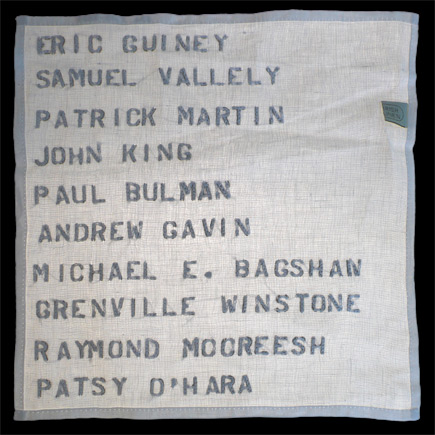 ERIC GUINEY
SAMUEL VALLELY
PATRICK MARTIN
JOHN KING
PAUL BULMAN
ANDREW GAVIN
MICHAEL E. BAGSHAW
GRENVILLE WINSTONE
RAYMOND MCCREESH
PATSY O'HARA